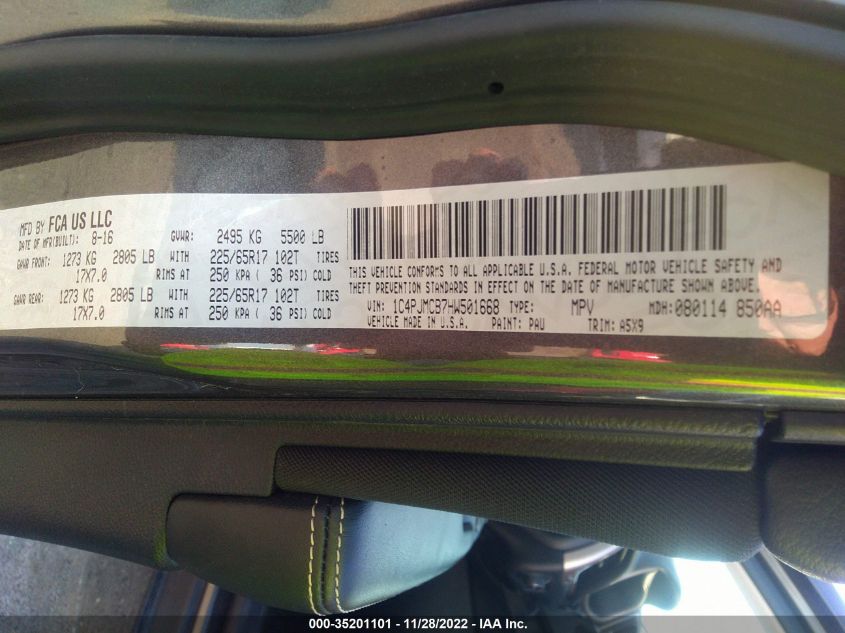 MFD BY FCA US LLC
DATE OF MFR(BUILT): 8-16 GVWR: 2495 KG 5500 LB
GAWR FRONT: 1273 KG 2805 LB WITH 225/65R17 102T TIRES
17X7.0 RIMS AT 250 KPA ( 36 PSI) COLD
GAWR REAR: 1273 KG 2805 LB WITH 225/65R17 102T TIRES
17X7.0 RIMS AT 250 KPA ( 36 PSI) COLD
THIS VEHICLE CONFORMS TO ALL APPLICABLE U.S.A. FEDERAL MOTOR VEHICLE SAFETY AND
THEFT PREVENTION STANDARDS IN EFFECT ON THE DATE OF MANUFACTURE SHOWN ABOVE.
VIN: 1C4PJMCB7HW501668 TYPE: MPV MDH: 080114 850AA
VEHICLE MADE IN U.S.A. PAINT: PAU TRIM: A5X9
000-35201101 - 11/28/2022 - IAA Inc.